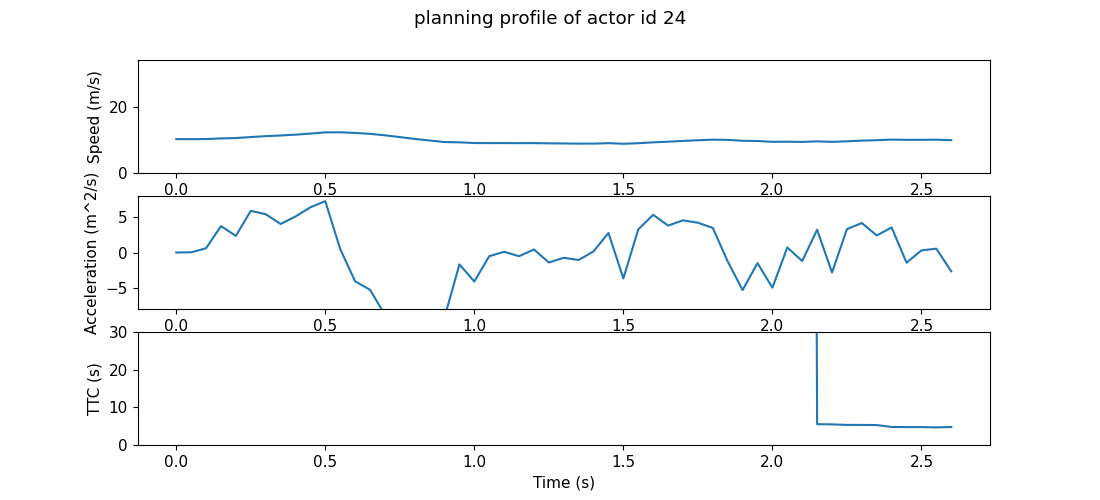 planning profile of actor id 24
Speed (m/s)
20
0
0.0 0.5 1.0 1.5 2.0 2.5
Acceleration (m^2/s)
5
0
−5
0.0 0.5 1.0 1.5 2.0 2.5
TTC (s)
30
20
10
0
0.0 0.5 1.0 1.5 2.0 2.5
Time (s)